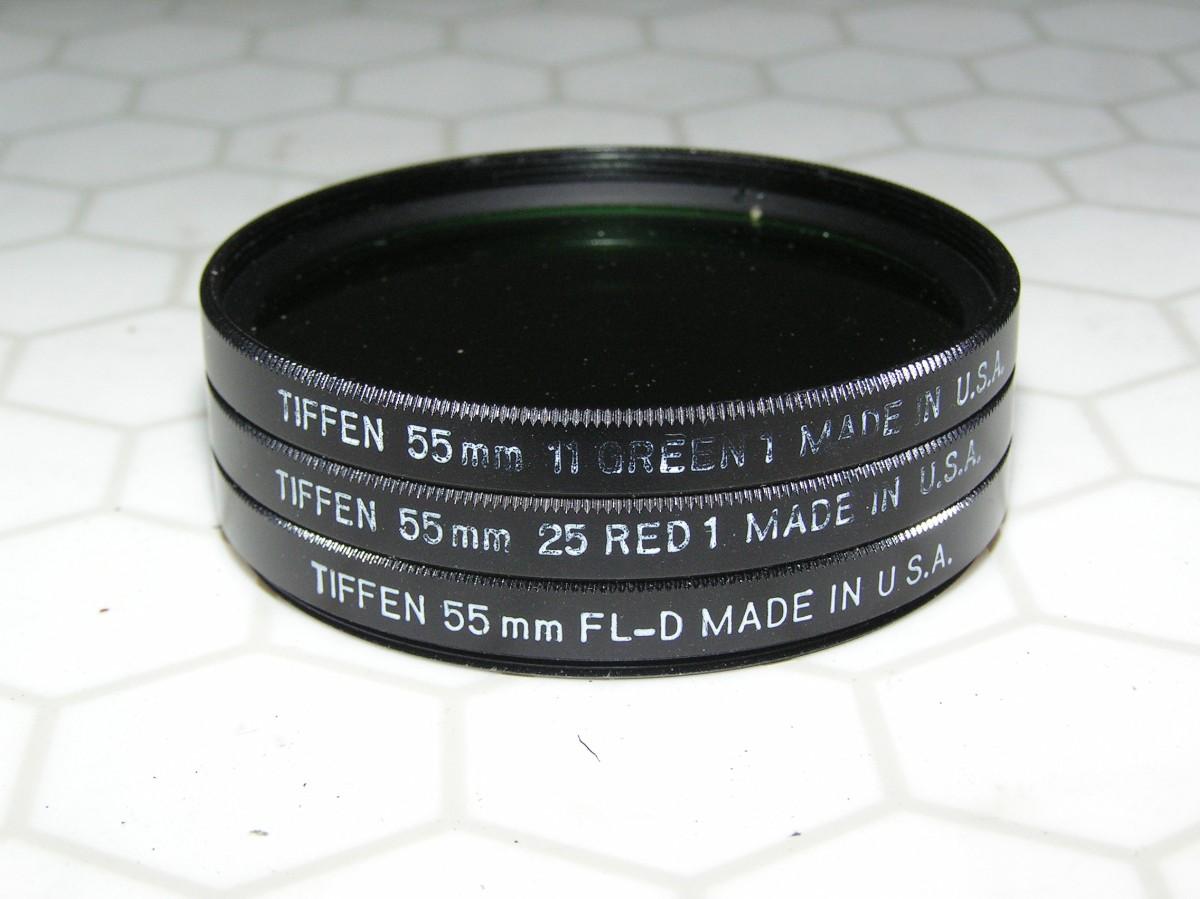 TIFFEN 55mm 11 GREEN 1 MADE IN U.S.A.
TIFFEN 55mm 25 RED 1 MADE IN U.S.A.
TIFFEN 55mm FL-D MADE IN U S.A.